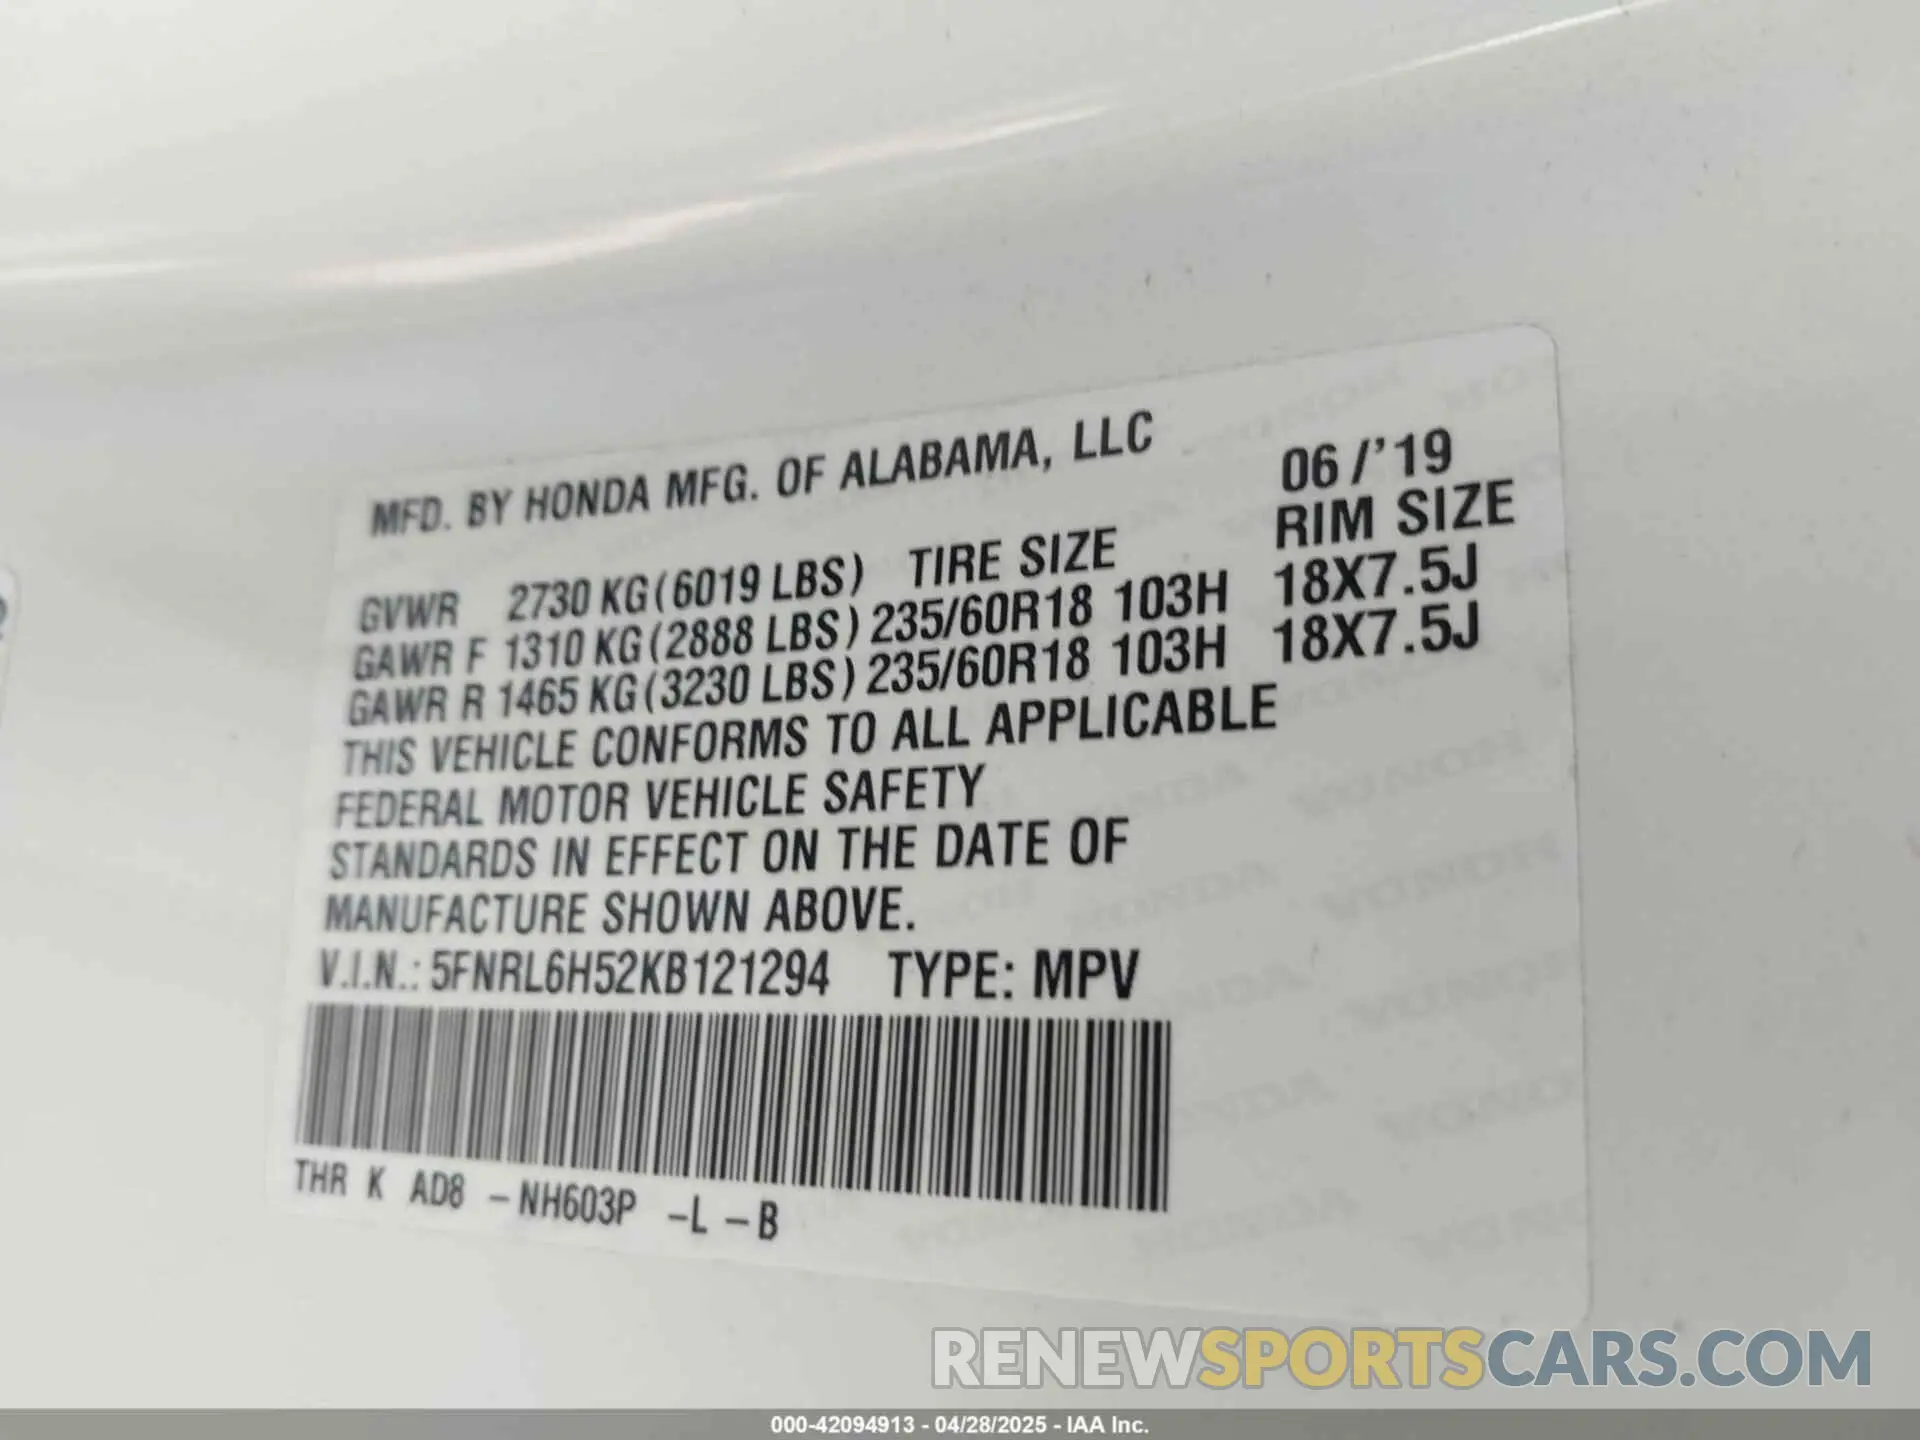 MFD. BY HONDA MFG. OF ALABAMA, LLC 06 /'19
RIM SIZE
GVWR 2730 KG (6019 LBS) TIRE SIZE
GAWR F 1310 KG (2888 LBS) 235/60R18 103H 18X7.5J
GAWR R 1465 KG (3230 LBS) 235/60R18 103H 18X7.5J
THIS VEHICLE CONFORMS TO ALL APPLICABLE
FEDERAL MOTOR VEHICLE SAFETY
STANDARDS IN EFFECT ON THE DATE OF
MANUFACTURE SHOWN ABOVE.
V.I.N.: 5FNRL6H52KB121294 TYPE: MPV
THR K AD8 -NH603P -L -B
RENEWSPORTSCARS.COM
000-42094913 - 04/28/2025 - IAA Inc.